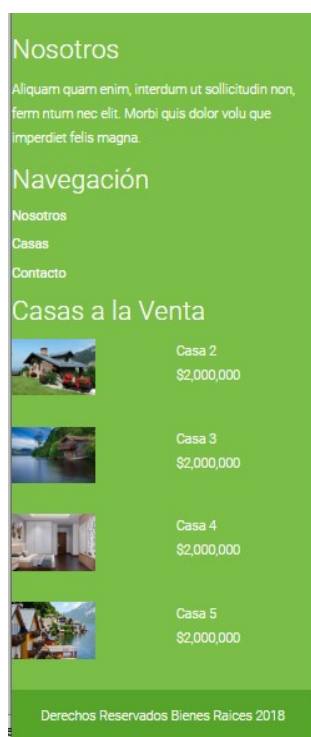 Nosotros
Aliquam quam enim, interdum ut sollicitudin non,
ferm ntum nec elit. Morbi quis dolor volu que
imperdiet felis magna.
Navegación
Nosotros
Casas
Contacto
Casas a la Venta
Casa 2
$2,000,000
Casa 3
$2,000,000
Casa 4
$2,000,000
Casa 5
$2,000,000
Derechos Reservados Bienes Raices 2018